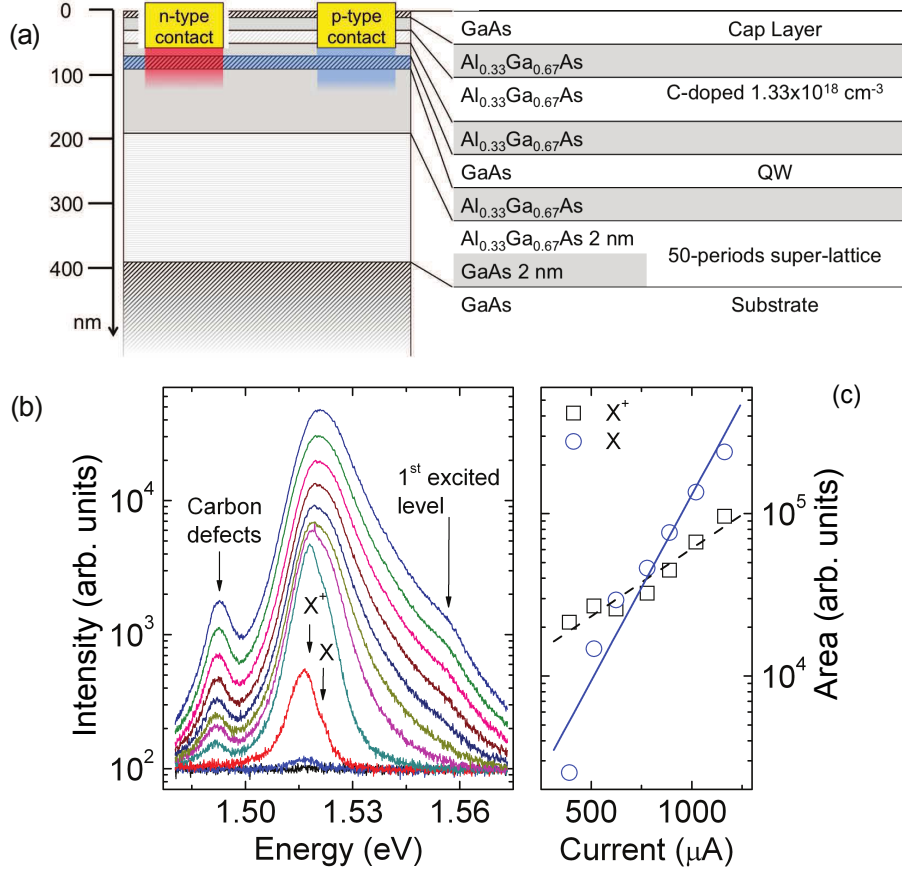 (a)
0
100
200
300
400
nm
n-type
contact
p-type
contact
GaAs Cap Layer
Al0.33Ga0.67As
Al0.33Ga0.67As C-doped 1.33x10^18 cm^-3
Al0.33Ga0.67As
GaAs QW
Al0.33Ga0.67As
Al0.33Ga0.67As 2 nm
50-periods super-lattice
GaAs 2 nm
GaAs Substrate
(b)
Intensity (arb. units)
10^4
10^3
10^2
Carbon
defects
1st excited
level
X+
X
1.50 1.53 1.56
Energy (eV)
(c)
X+
X
10^5
10^4
Area (arb. units)
500 1000
Current (μA)